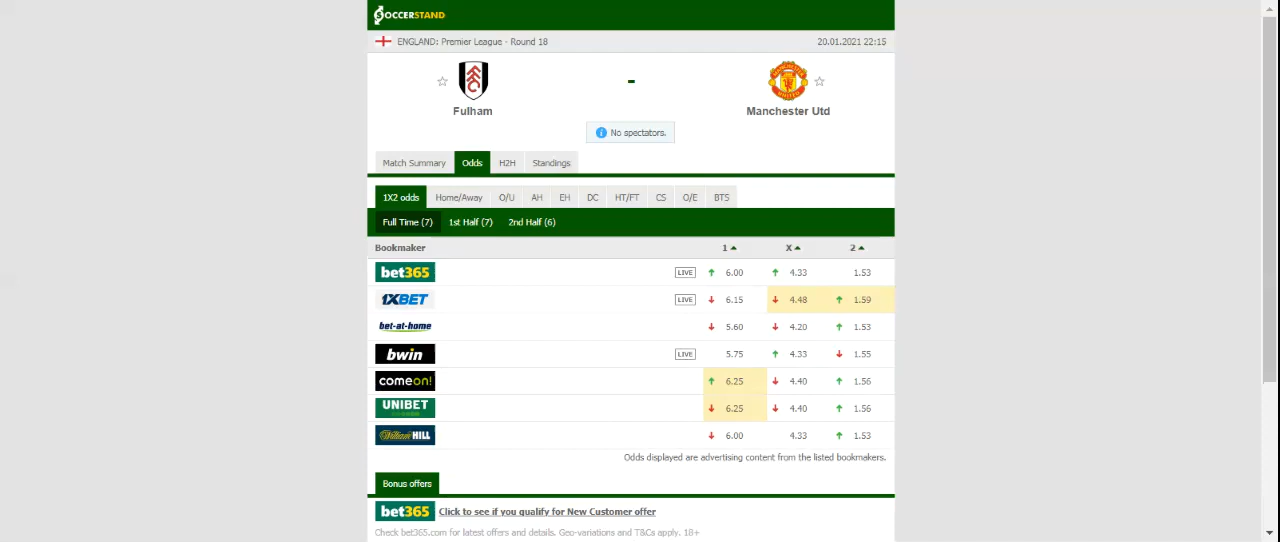 SOCCERSTAND
ENGLAND: Premier League - Round 18 20.01.2021 22:15
Fulham - Manchester Utd
No spectators.
Match Summary Odds H2H Standings
1X2 odds Home/Away O/U AH EH DC HT/FT CS O/E BTS
Full Time (7) 1st Half (7) 2nd Half (6)
Bookmaker 1 X 2
bet365 LIVE 6.00 4.33 1.53
1XBET LIVE 6.15 4.48 1.59
bet-at-home 5.60 4.20 1.53
bwin LIVE 5.75 4.33 1.55
comeon! 6.25 4.40 1.56
UNIBET 6.25 4.40 1.56
William HILL 6.00 4.33 1.53
Odds displayed are advertising content from the listed bookmakers.
Bonus offers
bet365 Click to see if you qualify for New Customer offer
Check bet365.com for latest offers and details. Geo-variations and T&Cs apply. 18+